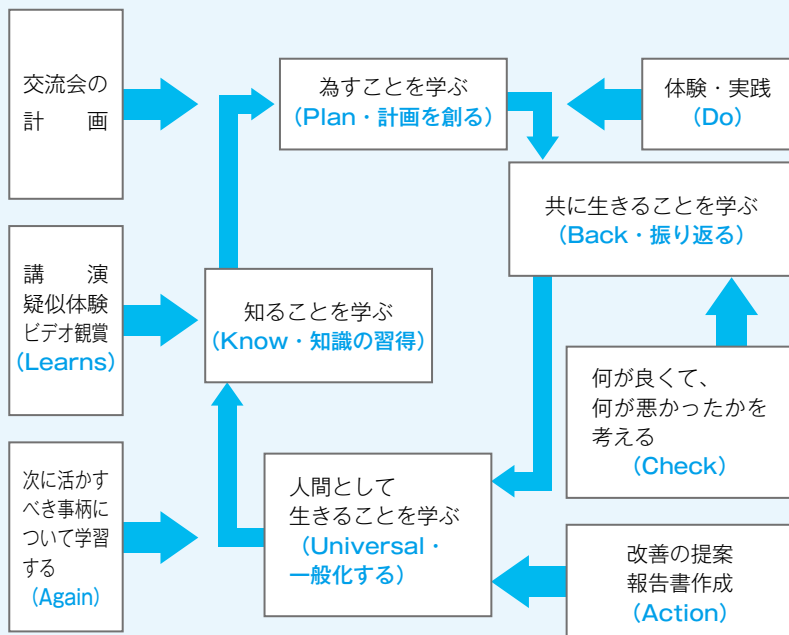 交流会の
計　　画
為すことを学ぶ
（Plan・計画を創る）
体験・実践
（Do）
共に生きることを学ぶ
（Back・振り返る）
講　　演
疑似体験
ビデオ観賞
（Learns）
知ることを学ぶ
（Know・知識の習得）
何が良くて、
何が悪かったかを
考える
（Check）
次に活かす
べき事柄に
ついて学習
する
（Again）
人間として
生きることを学ぶ
（Universal・
一般化する）
改善の提案
報告書作成
（Action）